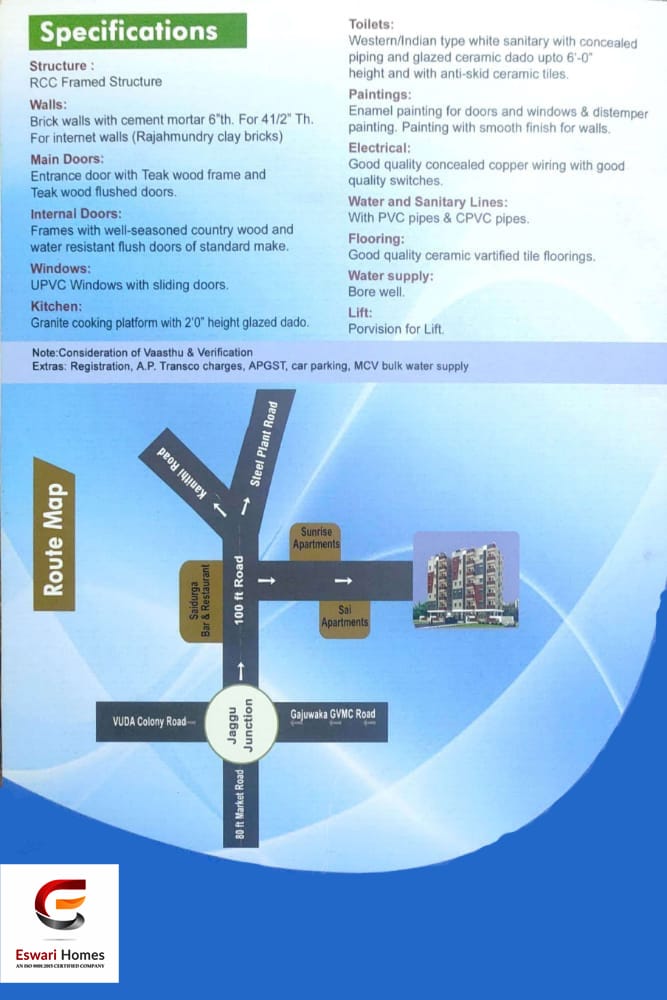 Specifications
Structure :
RCC Framed Structure
Walls:
Brick walls with cement mortar 6"th. For 41/2" Th.
For internet walls (Rajahmundry clay bricks)
Main Doors:
Entrance door with Teak wood frame and
Teak wood flushed doors.
Internal Doors:
Frames with well-seasoned country wood and
water resistant flush doors of standard make.
Windows:
UPVC Windows with sliding doors.
Kitchen:
Granite cooking platform with 2'0" height glazed dado.
Toilets:
Western/Indian type white sanitary with concealed
piping and glazed ceramic dado upto 6'-0"
height and with anti-skid ceramic tiles.
Paintings:
Enamel painting for doors and windows & distemper
painting. Painting with smooth finish for walls.
Electrical:
Good quality concealed copper wiring with good
quality switches.
Water and Sanitary Lines:
With PVC pipes & CPVC pipes.
Flooring:
Good quality ceramic vartified tile floorings.
Water supply:
Bore well.
Lift:
Porvision for Lift.
Note:Consideration of Vaasthu & Verification
Extras: Registration, A.P. Transco charges, APGST, car parking, MCV bulk water supply
Route Map
Kanithi Road
Steel Plant Road
Sunrise
Apartments
Saidurga
Bar & Restaurant
100 ft Road
Sai
Apartments
VUDA Colony Road
Jaggu
Junction
Gajuwaka GVMC Road
80 ft Market Road
Eswari Homes
AN ISO 9001:2015 CERTIFIED COMPANY